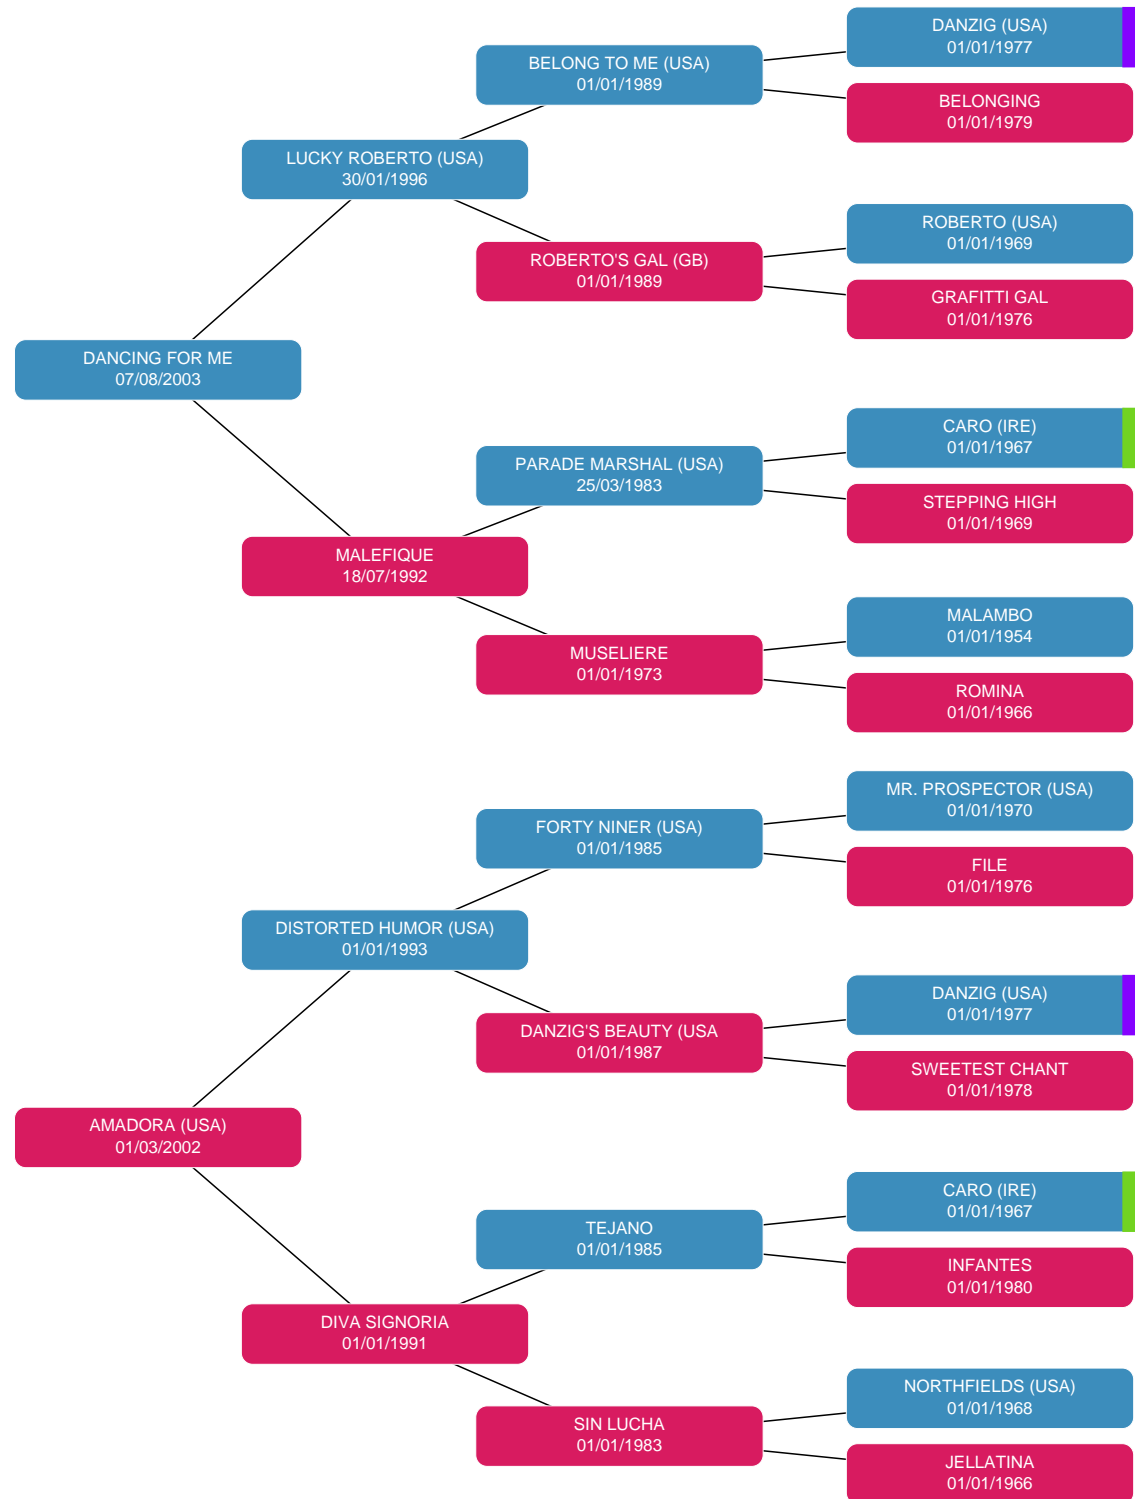 DANZIG (USA)
01/01/1977
BELONG TO ME (USA)
01/01/1989
BELONGING
01/01/1979
LUCKY ROBERTO (USA)
30/01/1996
ROBERTO (USA)
01/01/1969
ROBERTO'S GAL (GB)
01/01/1989
GRAFITTI GAL
01/01/1976
DANCING FOR ME
07/08/2003
CARO (IRE)
01/01/1967
PARADE MARSHAL (USA)
25/03/1983
STEPPING HIGH
01/01/1969
MALEFIQUE
18/07/1992
MALAMBO
01/01/1954
MUSELIERE
01/01/1973
ROMINA
01/01/1966
MR. PROSPECTOR (USA)
01/01/1970
FORTY NINER (USA)
01/01/1985
FILE
01/01/1976
DISTORTED HUMOR (USA)
01/01/1993
DANZIG (USA)
01/01/1977
DANZIG'S BEAUTY (USA
01/01/1987
SWEETEST CHANT
01/01/1978
AMADORA (USA)
01/03/2002
CARO (IRE)
01/01/1967
TEJANO
01/01/1985
INFANTES
01/01/1980
DIVA SIGNORIA
01/01/1991
NORTHFIELDS (USA)
01/01/1968
SIN LUCHA
01/01/1983
JELLATINA
01/01/1966